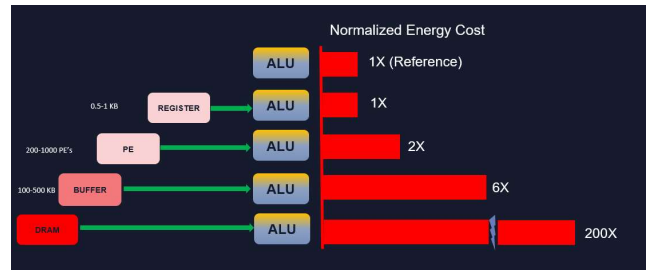 Normalized Energy Cost
ALU 1X (Reference)
0.5-1 KB REGISTER ALU 1X
200-1000 PE's PE ALU 2X
100-500 KB BUFFER ALU 6X
DRAM ALU 200X